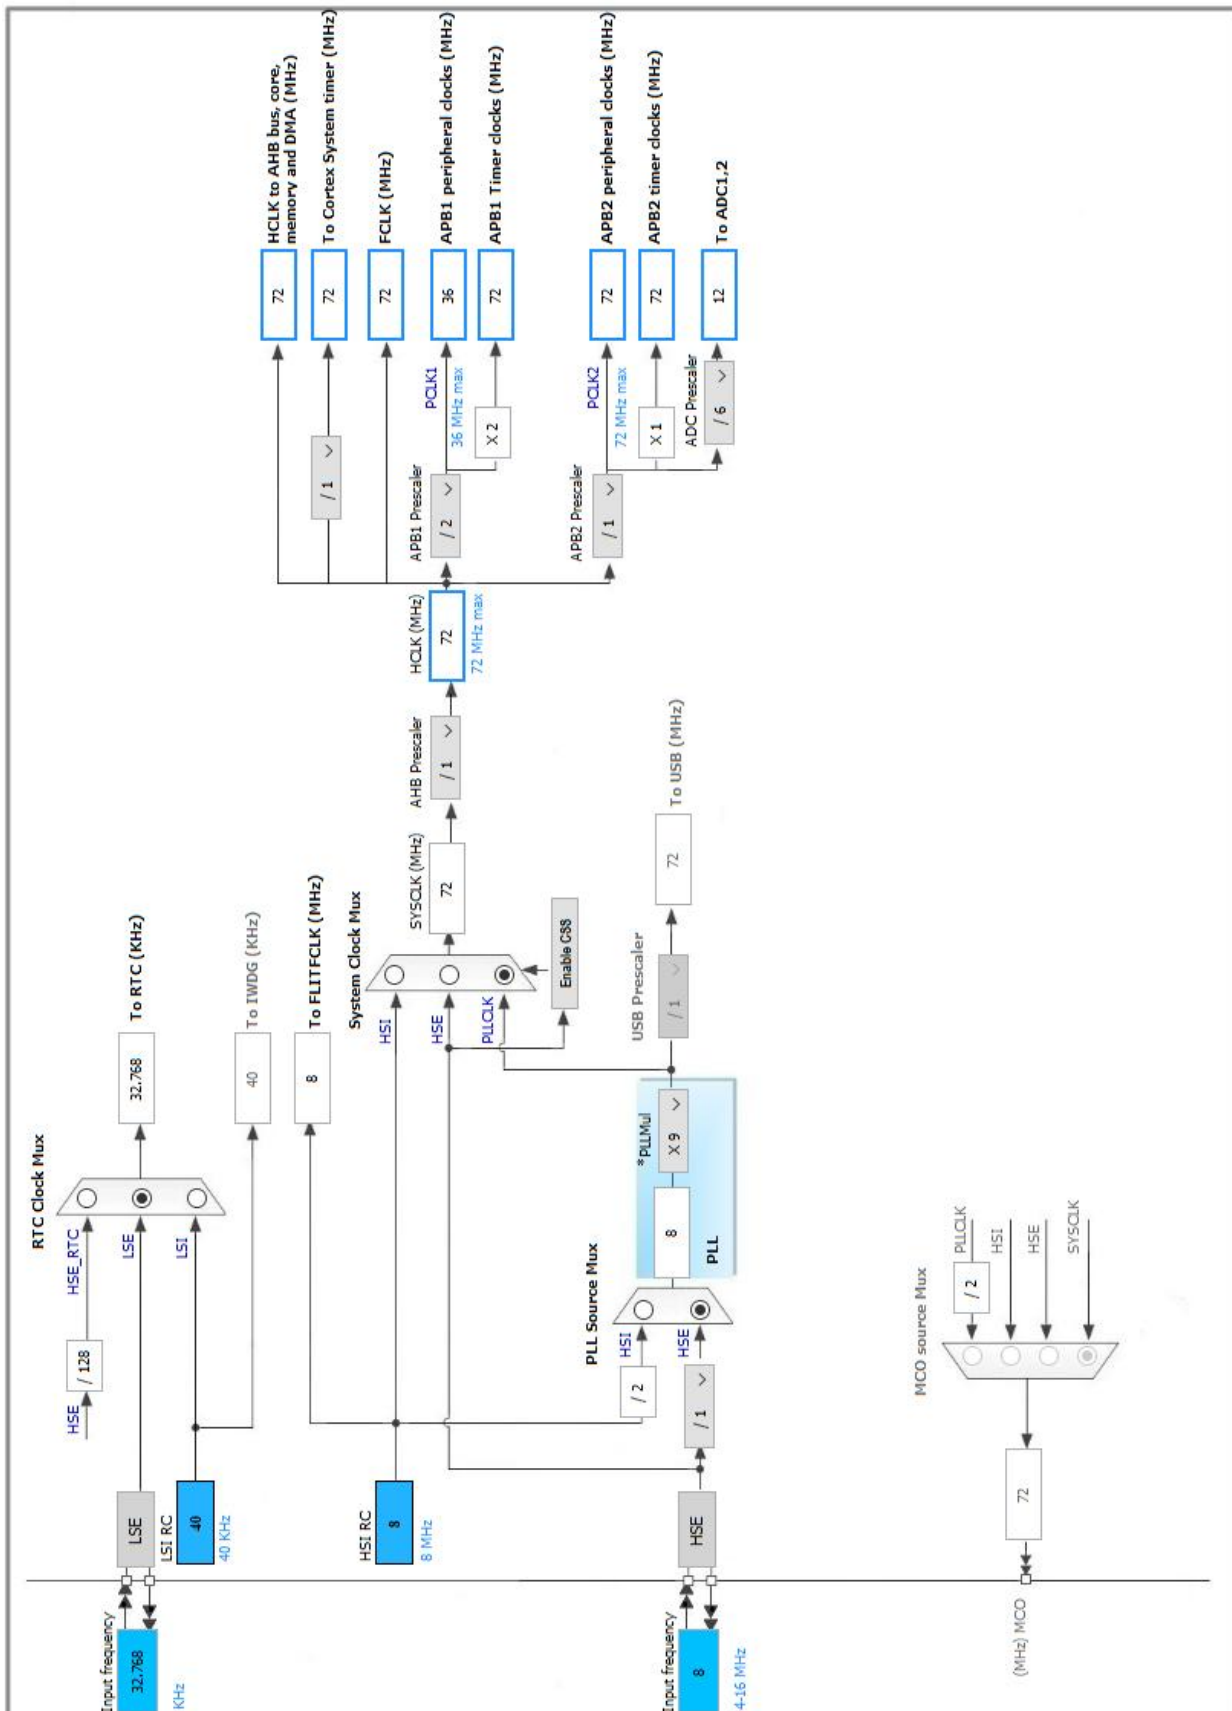 RTC Clock Mux
HSE
/ 128
HSE_RTC
Input frequency
32.768
KHz
LSE
LSE
32.768
To RTC (KHz)
LSI RC
40
40 KHz
LSI
40
To IWDG (KHz)
8
To FLITFCLK (MHz)
HSI RC
8
8 MHz
System Clock Mux
HSI
HSE
PLLCLK
Enable CSS
SYSCLK (MHz)
72
AHB Prescaler
/ 1
HCLK (MHz)
72
72 MHz max
72
HCLK to AHB bus, core,
memory and DMA (MHz)
/ 1
72
To Cortex System timer (MHz)
72
FCLK (MHz)
APB1 Prescaler
/ 2
PCLK1
36 MHz max
36
APB1 peripheral clocks (MHz)
X 2
72
APB1 Timer clocks (MHz)
APB2 Prescaler
/ 1
PCLK2
72 MHz max
72
APB2 peripheral clocks (MHz)
X 1
72
APB2 timer clocks (MHz)
ADC Prescaler
/ 6
12
To ADC1,2
PLL Source Mux
/ 2
HSI
Input frequency
8
4-16 MHz
HSE
/ 1
HSE
8
*PLLMul
X 9
PLL
USB Prescaler
/ 1
72
To USB (MHz)
MCO source Mux
(MHz) MCO
72
/ 2
PLLCLK
HSI
HSE
SYSCLK